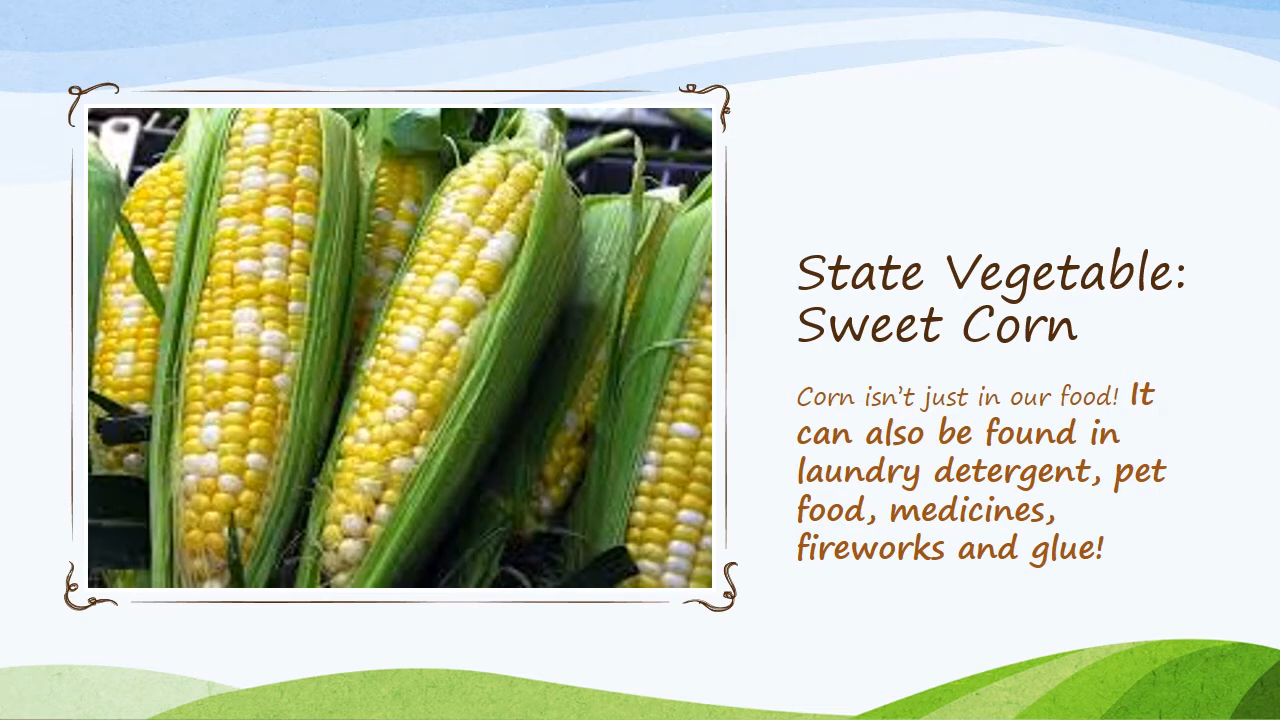 State Vegetable:
Sweet Corn
Corn isn't just in our food! It
can also be found in
laundry detergent, pet
food, medicines,
fireworks and glue!